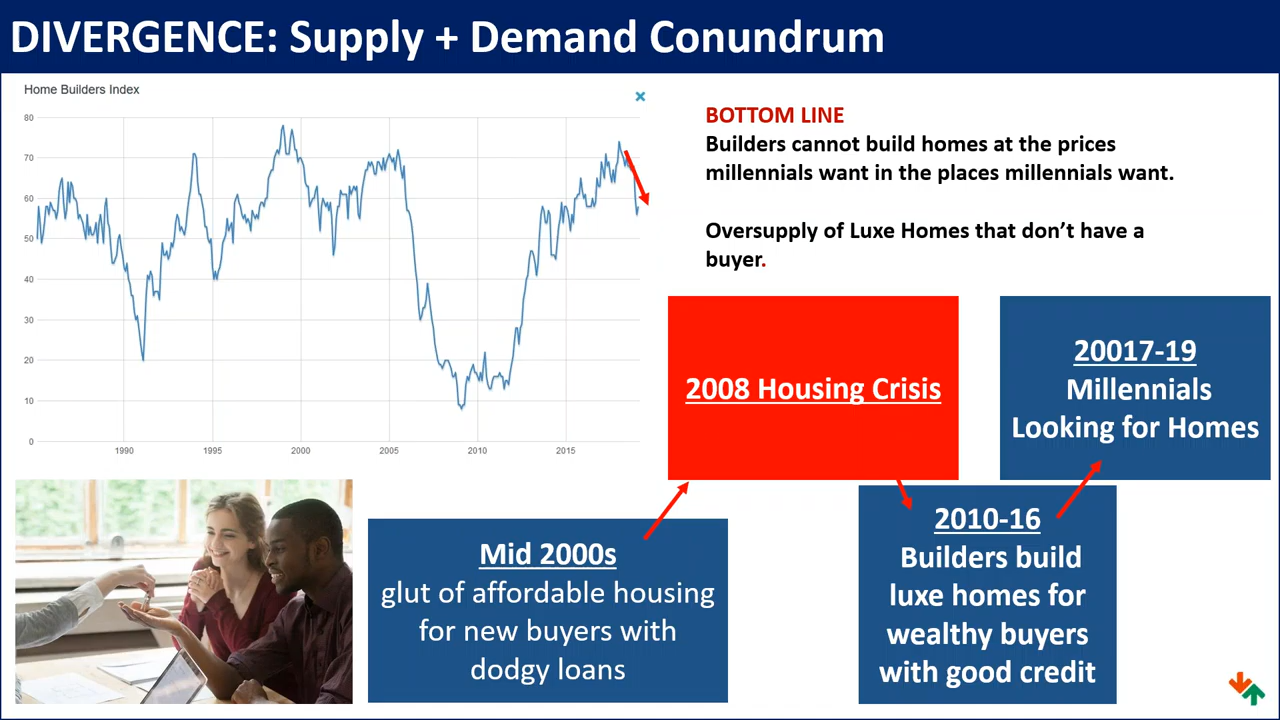 DIVERGENCE: Supply + Demand Conundrum
Home Builders Index
80
70
60
50
40
30
20
10
0
1990
1995
2000
2005
2010
2015
BOTTOM LINE
Builders cannot build homes at the prices
millennials want in the places millennials want.
Oversupply of Luxe Homes that don't have a
buyer.
Mid 2000s
glut of affordable housing
for new buyers with
dodgy loans
2008 Housing Crisis
2010-16
Builders build
luxe homes for
wealthy buyers
with good credit
20017-19
Millennials
Looking for Homes